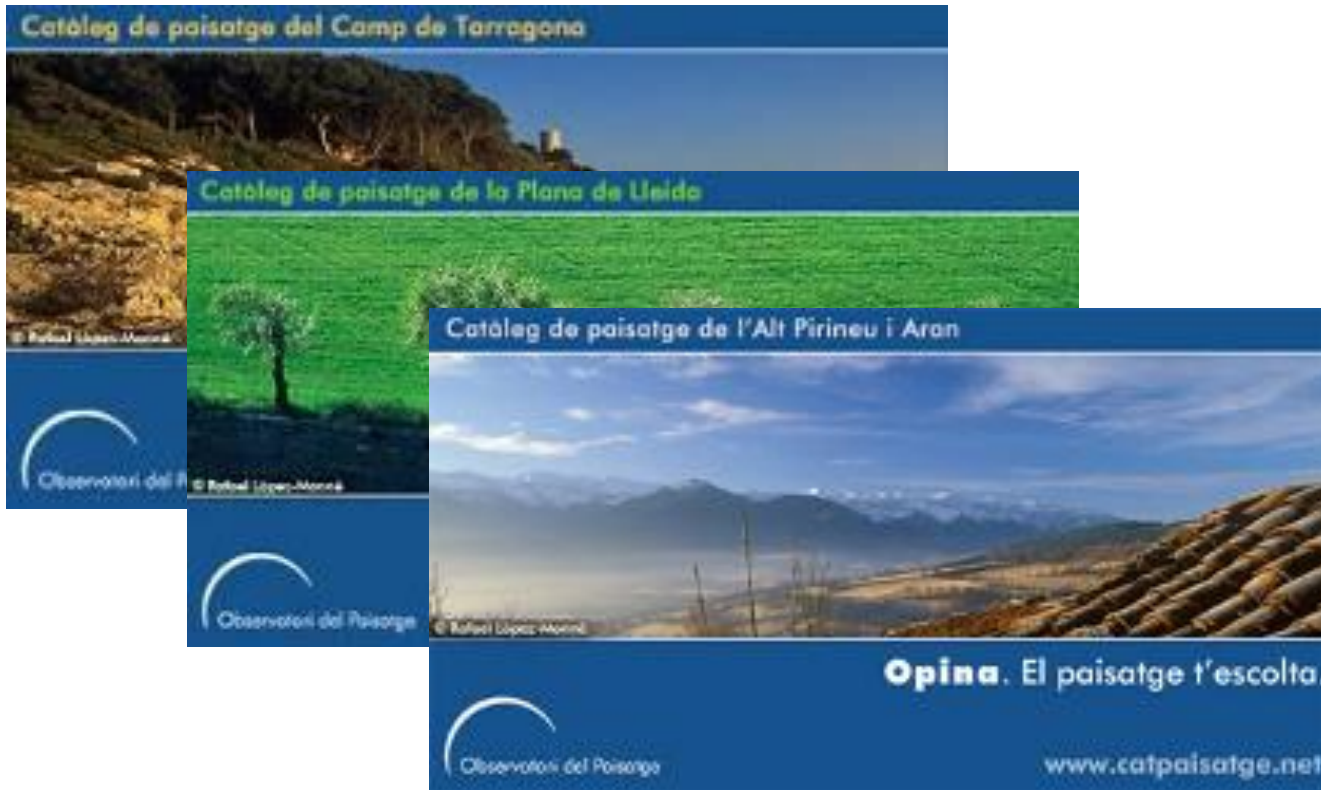 Catàleg de paisatge del Camp de Tarragona
© Rafael López-Monné
Observatori del P
Catàleg de paisatge de la Plana de Lleida
© Rafael López-Monné
Observatori del Paisatge
Catàleg de paisatge de l'Alt Pirineu i Aran
© Rafael López-Monné
Opina. El paisatge t'escolta.
Observatori del Paisatge
www.catpaisatge.net